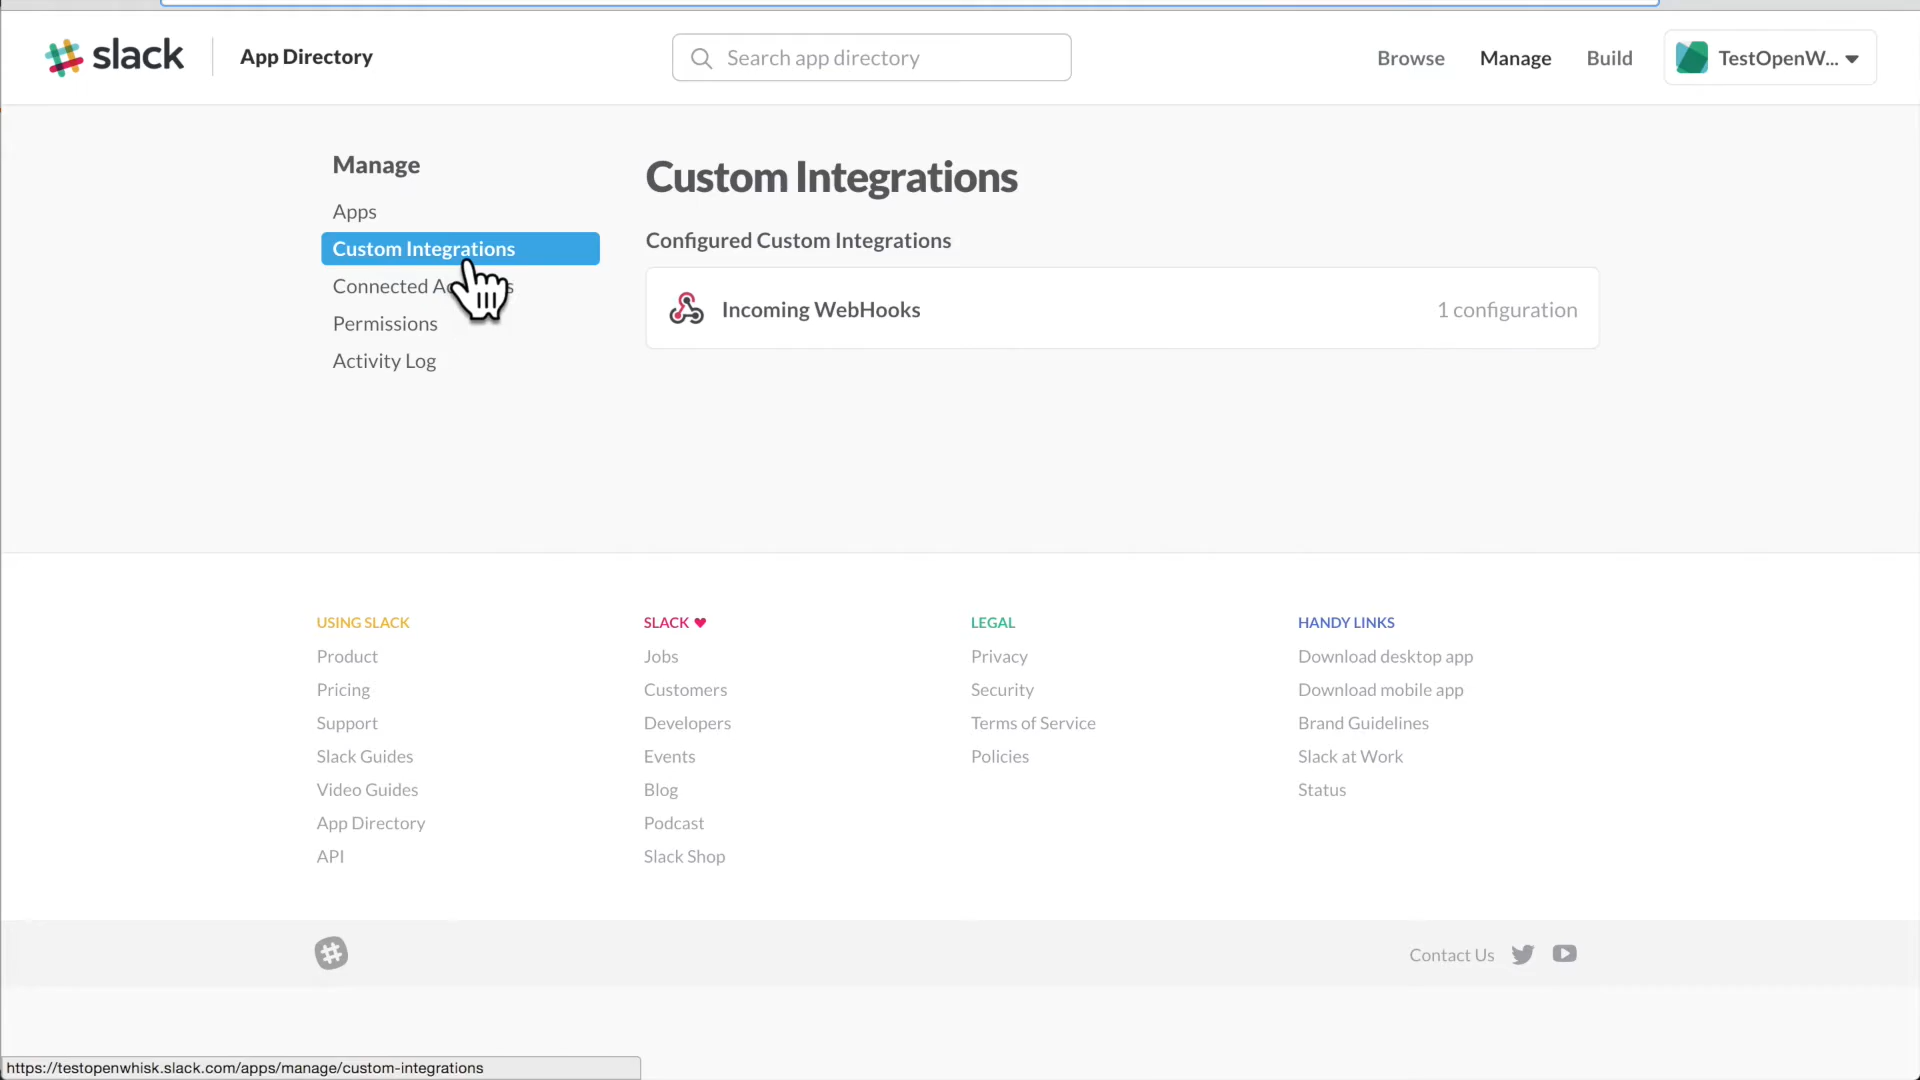 slack
App Directory
Search app directory
Browse
Manage
Build
TestOpenW...
Manage
Apps
Custom Integrations
Connected
Permissions
Activity Log
Custom Integrations
Configured Custom Integrations
Incoming WebHooks
1 configuration
USING SLACK
Product
Pricing
Support
Slack Guides
Video Guides
App Directory
API
SLACK ♥
Jobs
Customers
Developers
Events
Blog
Podcast
Slack Shop
LEGAL
Privacy
Security
Terms of Service
Policies
HANDY LINKS
Download desktop app
Download mobile app
Brand Guidelines
Slack at Work
Status
Contact Us
https://testopenwhisk.slack.com/apps/manage/custom-integrations